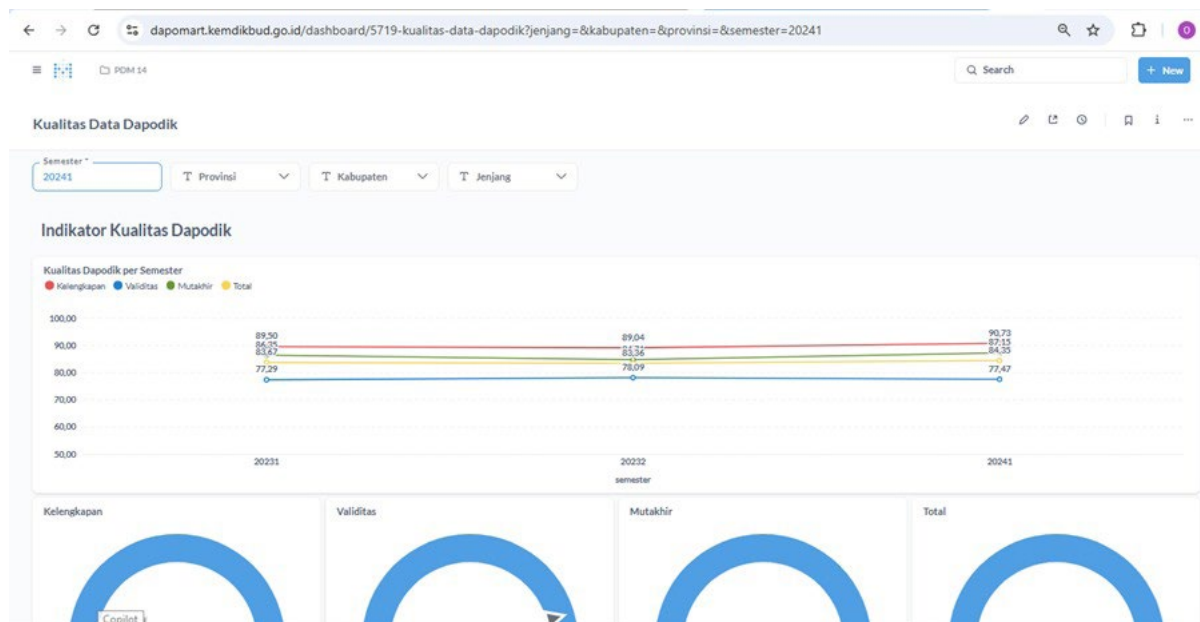 dapomart.kemdikbud.go.id/dashboard/5719-kualitas-data-dapodik?jenjang=&kabupaten=&provinsi=&semester=20241
PDM 14
Search
+ New
Kualitas Data Dapodik
Semester *
20241
Provinsi
Kabupaten
Jenjang
Indikator Kualitas Dapodik
Kualitas Dapodik per Semester
Kelengkapan Validitas Mutakhir Total
100,00
90,00
80,00
70,00
60,00
50,00
89,50
86,35
83,67
77,29
89,04
83,36
78,09
90,73
87,15
84,35
77,47
20231 20232 20241
semester
Kelengkapan Validitas Mutakhir Total
Copilot